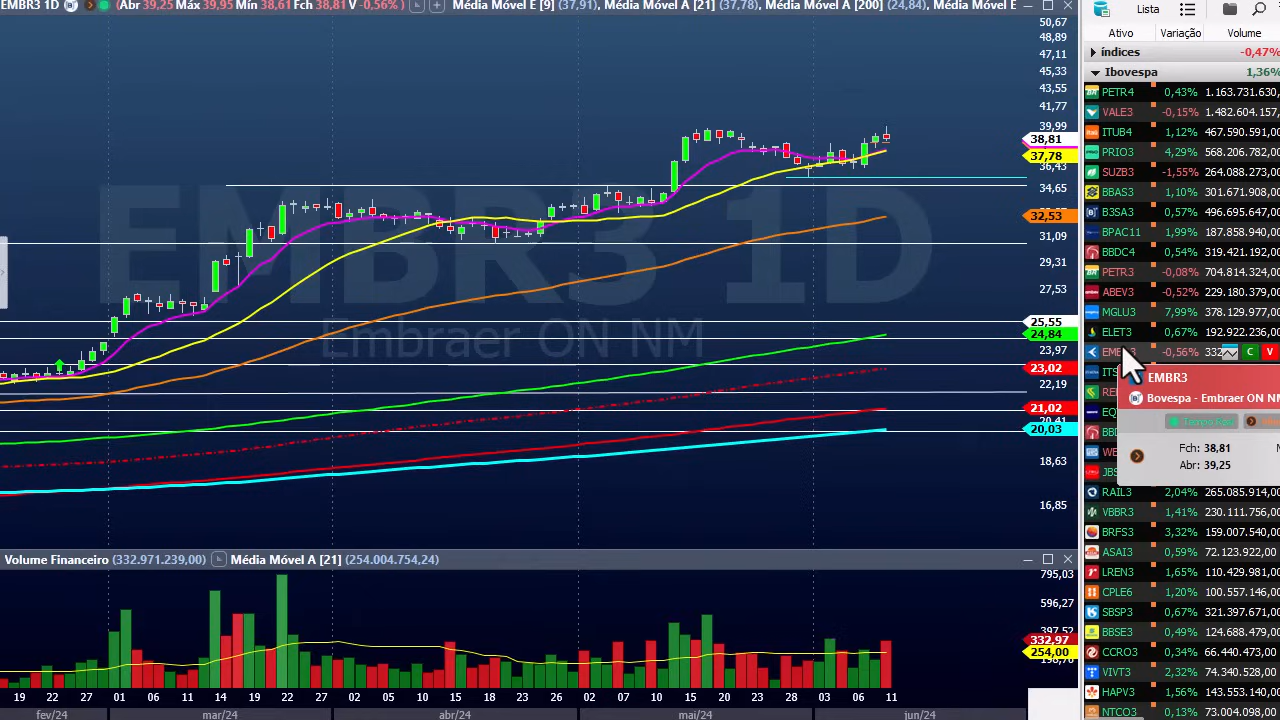 EMBR3 1D
(Abr 39,25 Máx 39,95 Mín 38,61 Fch 38,81 V -0,56% )
Média Móvel E [9] (37,91), Média Móvel A [21] (37,78), Média Móvel A [200] (24,84), Média Móvel E
EMBR3 1D
Embraer ON NM
50,67
48,89
47,11
45,33
43,55
41,77
39,99
38,81
37,78
36,43
34,65
32,53
31,09
29,31
27,53
25,55
24,84
23,97
23,02
22,19
21,02
20,41
20,03
18,63
16,85
Volume Financeiro (332.971.239,00) Média Móvel A [21] (254.004.754,24)
795,03
596,27
397,52
332,97
254,00
198,76
19 22 27 01 06 11 14 19 22 27 02 05 10 15 18 23 26 02 07 10 15 20 23 28 03 06 11
fev/24 mar/24 abr/24 mai/24 jun/24
Lista
Ativo Variação Volume
índices -0,47%
Ibovespa 1,36%
PETR4 0,43% 1.163.731.630,
VALE3 -0,15% 1.482.604.157,
ITUB4 1,12% 467.590.591,00
PRIO3 4,29% 568.206.782,00
SUZB3 -1,55% 264.088.273,00
BBAS3 1,10% 301.671.908,00
B3SA3 0,57% 496.695.647,00
BPAC11 1,99% 187.858.940,00
BBDC4 0,54% 321.419.192,00
PETR3 -0,08% 704.814.324,00
ABEV3 -0,52% 229.180.379,00
MGLU3 7,99% 378.129.977,00
ELET3 0,67% 192.922.236,00
-0,56% 332 C V
EMBR3
Bovespa - Embraer ON NM
Tempo Real
Fch: 38,81
Abr: 39,25
RAIL3 2,04% 265.085.914,00
VBBR3 1,41% 230.111.756,00
BRFS3 3,32% 159.007.540,00
ASAI3 0,59% 72.123.922,00
LREN3 1,65% 110.429.981,00
CPLE6 1,20% 100.557.146,00
SBSP3 0,67% 321.397.671,00
BBSE3 0,49% 124.688.479,00
CCRO3 0,34% 66.440.473,00
VIVT3 2,32% 74.340.528,00
HAPV3 1,56% 143.553.140,00
NTCO3 0,13% 73.004.098,00